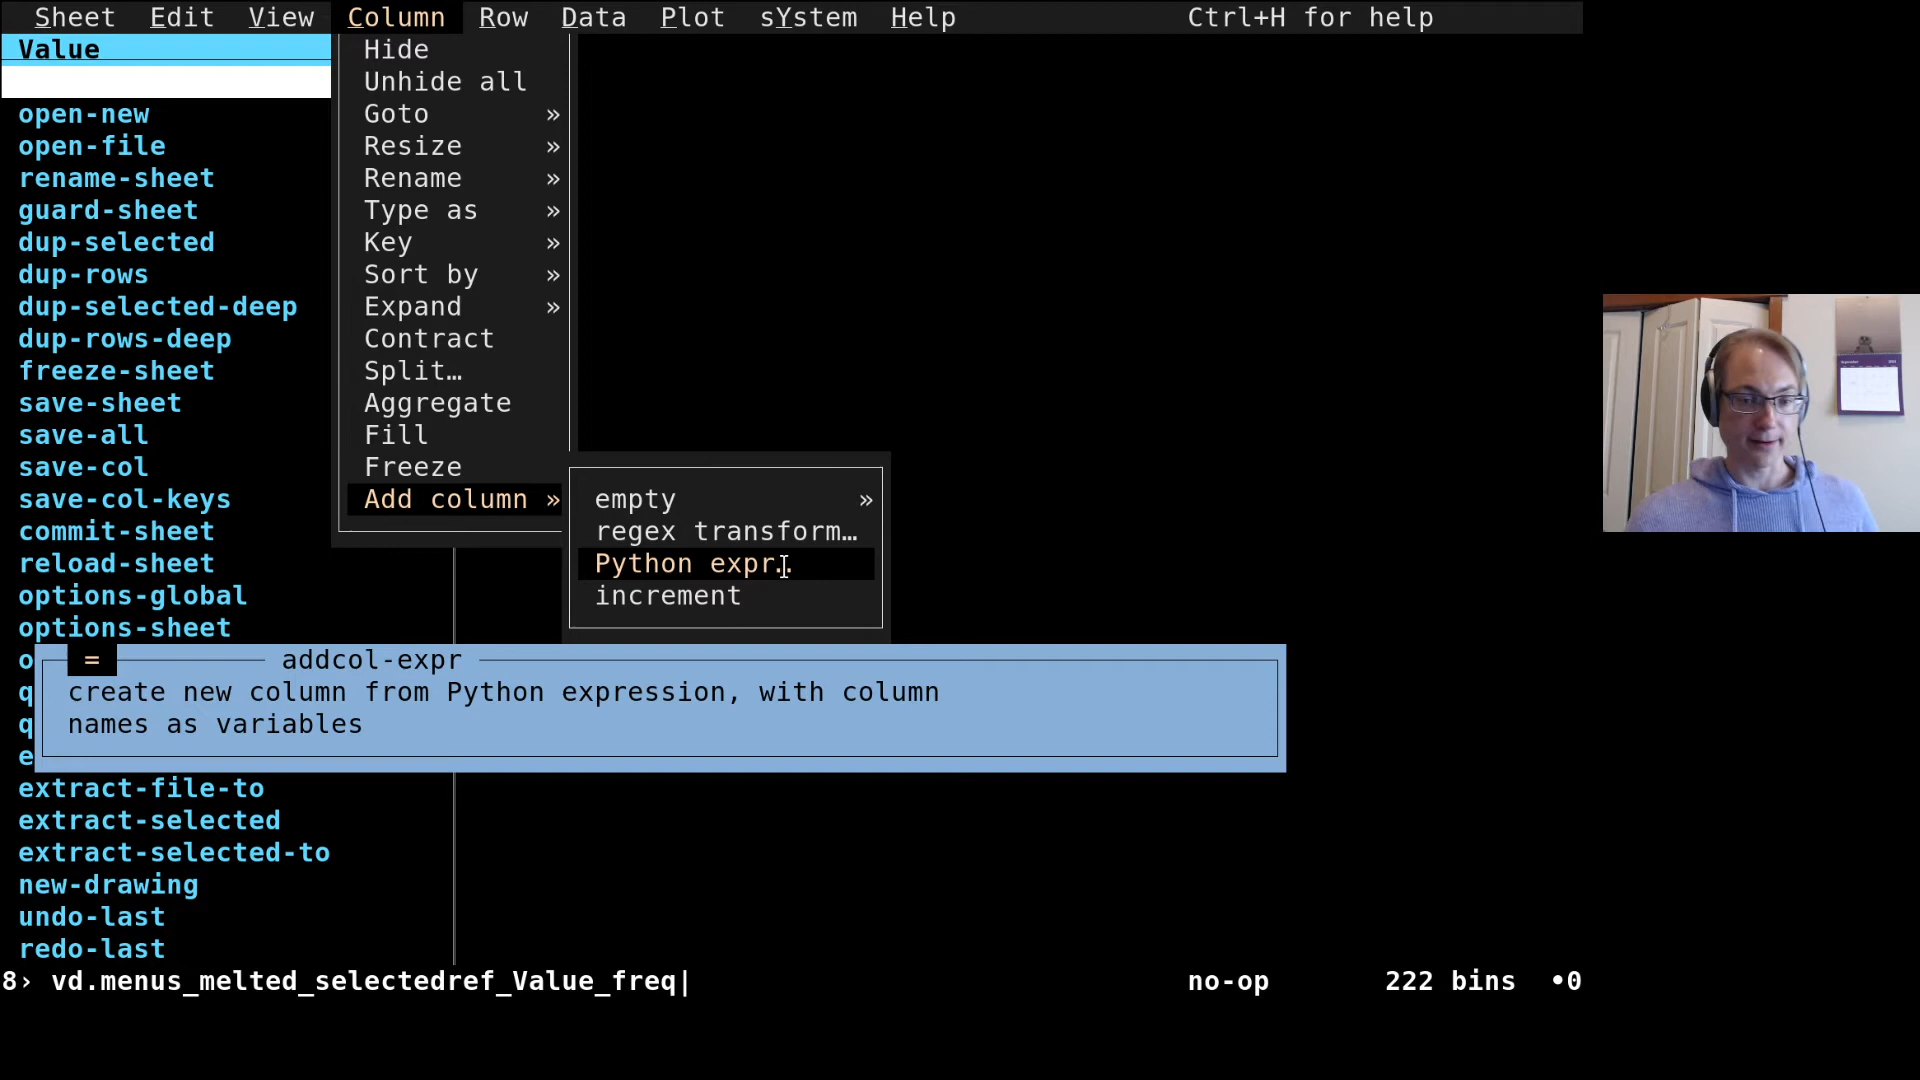 Sheet Edit View Column Row Data Plot sYstem Help Ctrl+H for help
Value
Hide
Unhide all
open-new
Goto »
open-file
Resize »
rename-sheet
Rename »
guard-sheet
Type as »
dup-selected
Key »
dup-rows
Sort by »
dup-selected-deep
Expand »
dup-rows-deep
Contract
freeze-sheet
Split…
save-sheet
Aggregate
save-all
Fill
save-col
Freeze
save-col-keys
Add column »
empty »
commit-sheet
regex transform…
reload-sheet
Python expr…
options-global
increment
options-sheet
o
= addcol-expr
q
create new column from Python expression, with column
q
names as variables
e
extract-file-to
extract-selected
extract-selected-to
new-drawing
undo-last
redo-last
8› vd.menus_melted_selectedref_Value_freq| no-op 222 bins •0